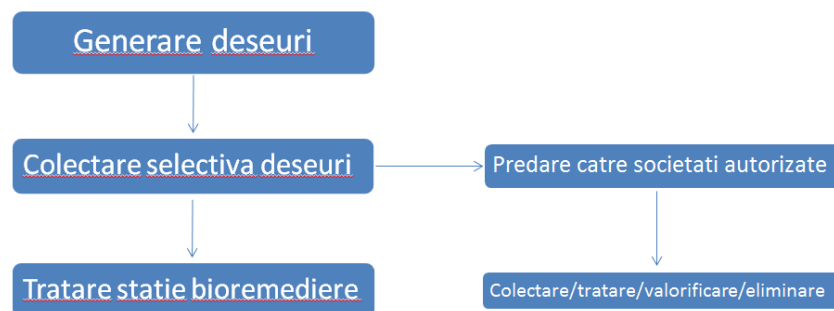 Generare deseuri
Colectare selectiva deseuri
Predare catre societati autorizate
Tratare statie bioremediere
Colectare/tratare/valorificare/eliminare